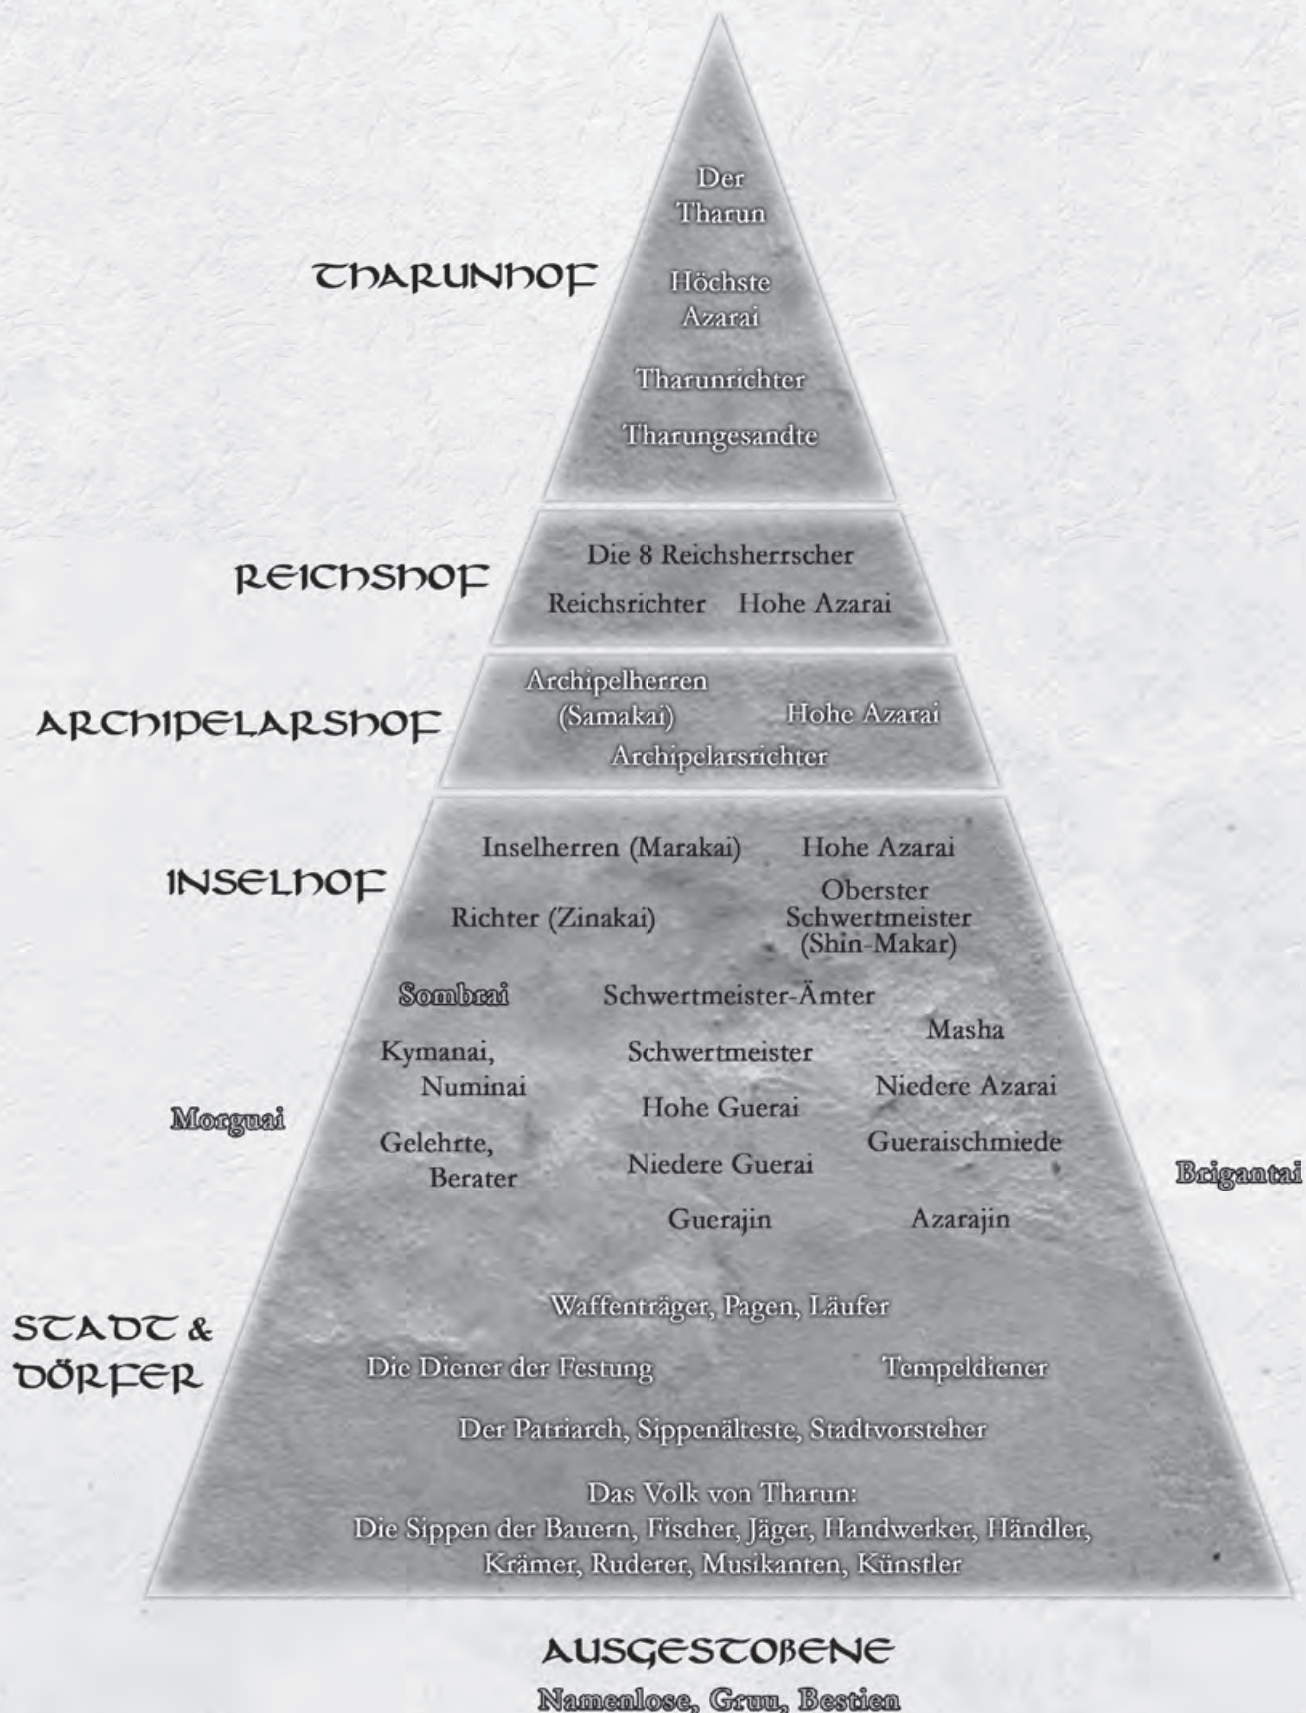 Der
Tharun
THARUNHOF
Höchste
Azarai
Tharunrichter
Tharungesandte
REICHSHOF
Die 8 Reichsherrscher
Reichsrichter Hohe Azarai
ARCHIPELARSHOF
Archipelherren
(Samakai)
Hohe Azarai
Archipelarsrichter
INSELHOF
Inselherren (Marakai)
Hohe Azarai
Richter (Zinakai)
Oberster
Schwertmeister
(Shin-Makar)
Sombrai
Schwertmeister-Ämter
Masha
Kymanai,
Numinai
Schwertmeister
Niedere Azarai
Morguai
Hohe Guerai
Gelehrte,
Berater
Gueraischmiede
Niedere Guerai
Brigantai
Guerajin
Azarajin
STADT &
DÖRFER
Waffenträger, Pagen, Läufer
Die Diener der Festung
Tempeldiener
Der Patriarch, Sippenälteste, Stadtvorsteher
Das Volk von Tharun:
Die Sippen der Bauern, Fischer, Jäger, Handwerker, Händler,
Krämer, Ruderer, Musikanten, Künstler
AUSGESTOßENE
Namenlose, Gruu, Bestien